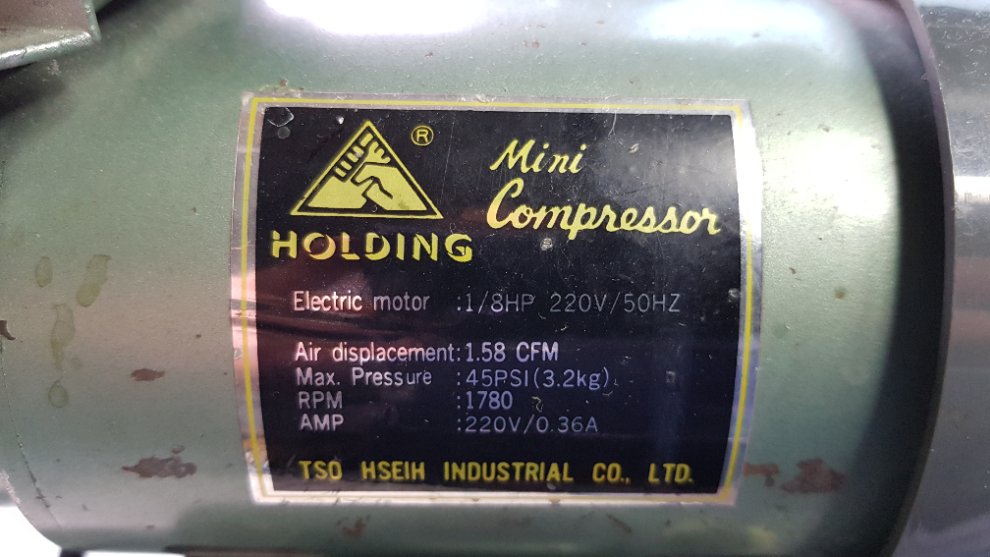 ®
Mini
Compressor
HOLDING
Electric motor :1/8HP 220V/50HZ
Air displacement:1.58 CFM
Max. Pressure :45PSI(3.2kg)
RPM :1780
AMP :220V/0.36A
TSO HSEIH INDUSTRIAL CO., LTD.